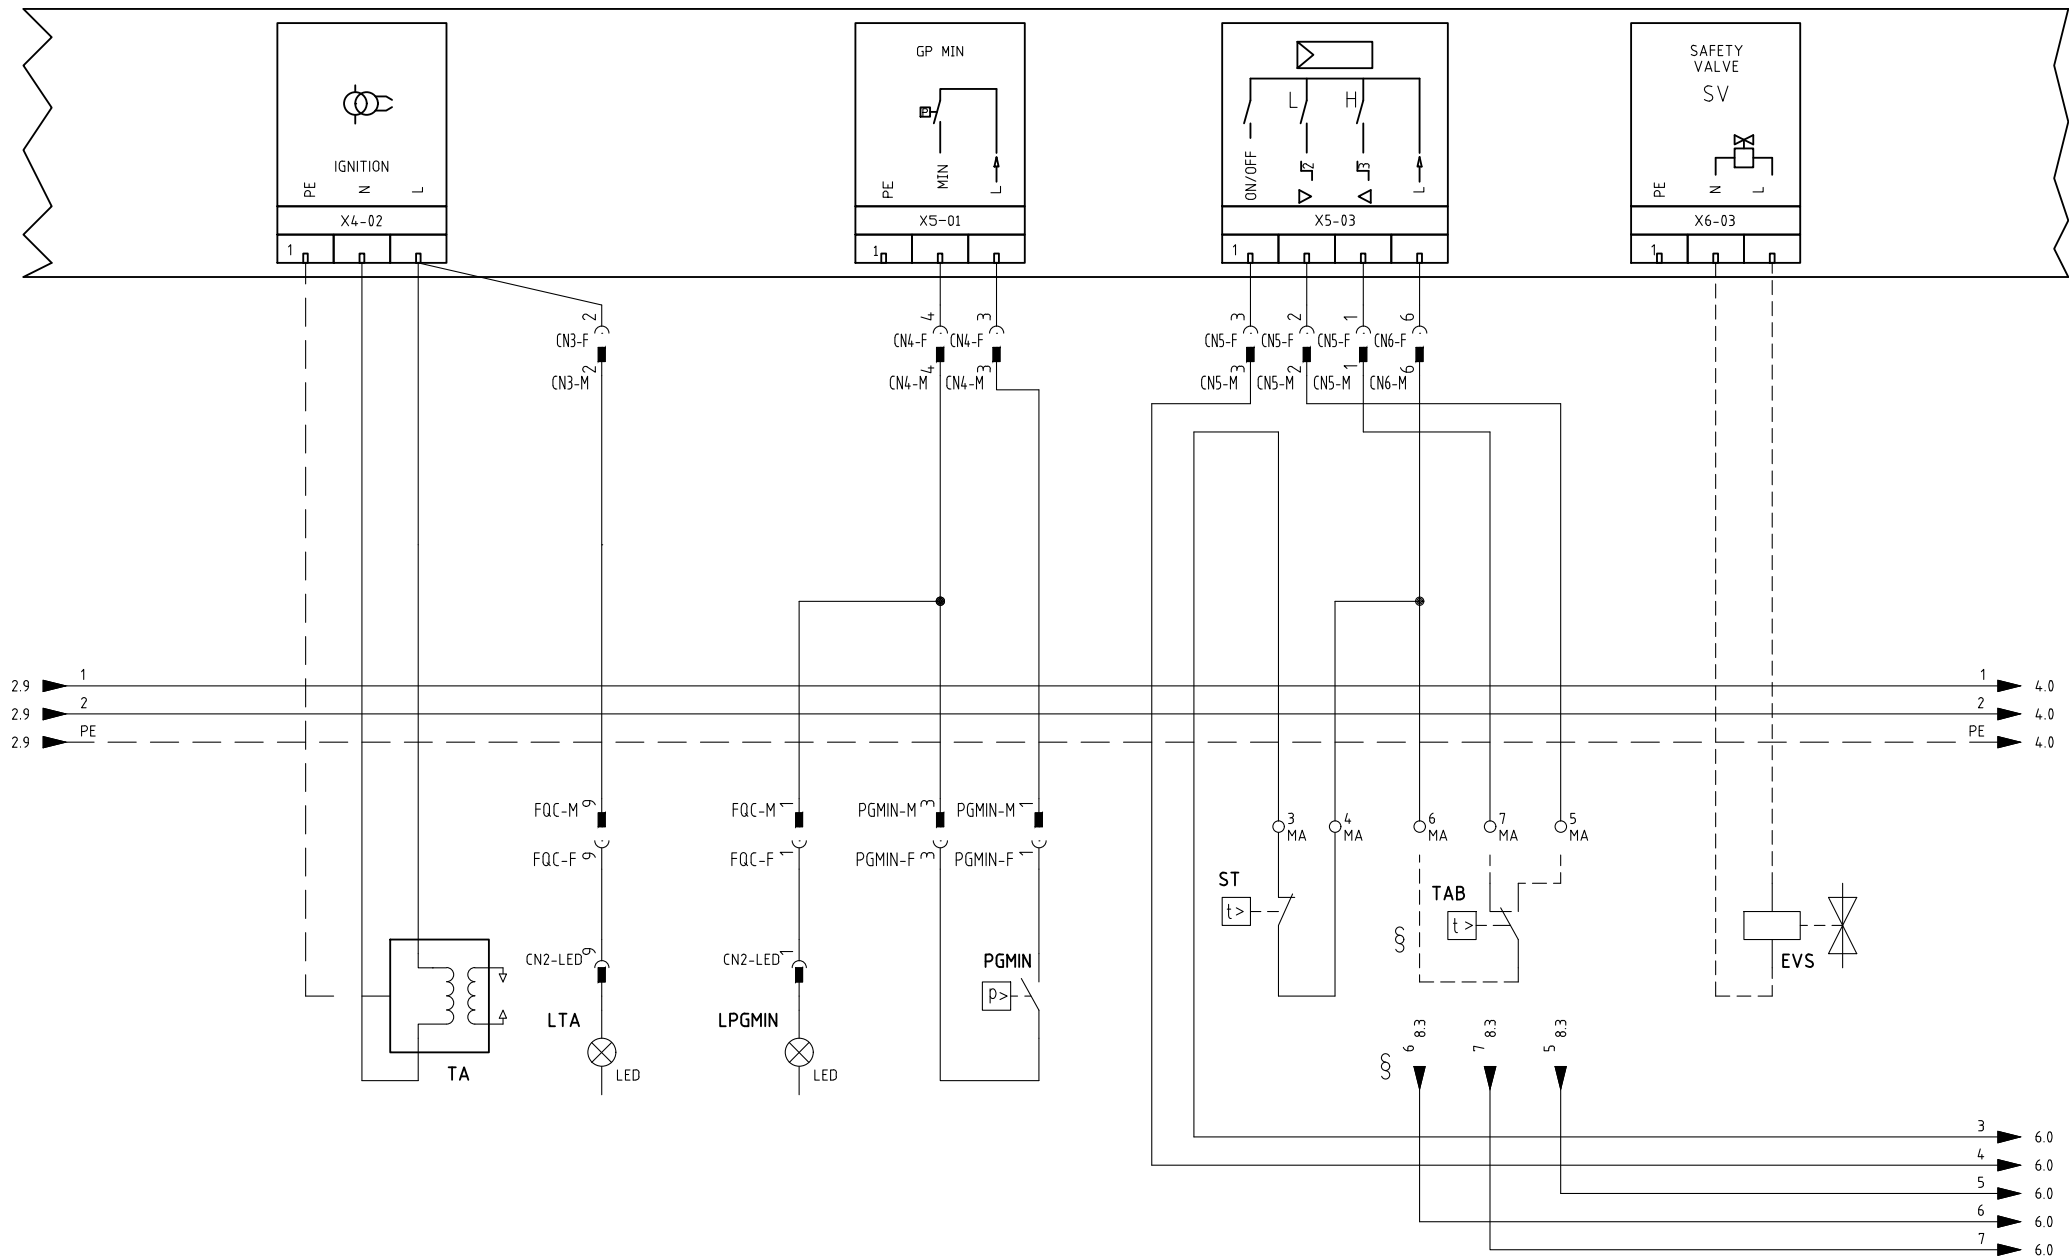 GP MIN
SAFETY
VALVE
SV
L
H
P
IGNITION
PE
N
L
PE
MIN
L
ON/OFF
2
3
L
PE
N
L
X4-02
X5-01
X5-03
X6-03
1
1
1
1
2
4
3
3
2
1
6
CN3-F
CN4-F
CN4-F
CN5-F
CN5-F
CN5-F
CN6-F
2
4
3
3
2
1
6
CN3-M
CN4-M
CN4-M
CN5-M
CN5-M
CN5-M
CN6-M
2.9
1
1
4.0
2.9
2
2
4.0
2.9
PE
PE
4.0
FQC-M 9
FQC-M 1
PGMIN-M 3
PGMIN-M 1
3
MA
4
MA
6
MA
7
MA
5
MA
FQC-F 9
FQC-F 1
PGMIN-F 3
PGMIN-F 1
ST
t>
TAB
t>
§
CN2-LED 9
CN2-LED 1
PGMIN
p>
EVS
LTA
LPGMIN
LED
LED
TA
8.3
8.3
8.3
6
7
5
§
3
6.0
4
6.0
5
6.0
6
6.0
7
6.0